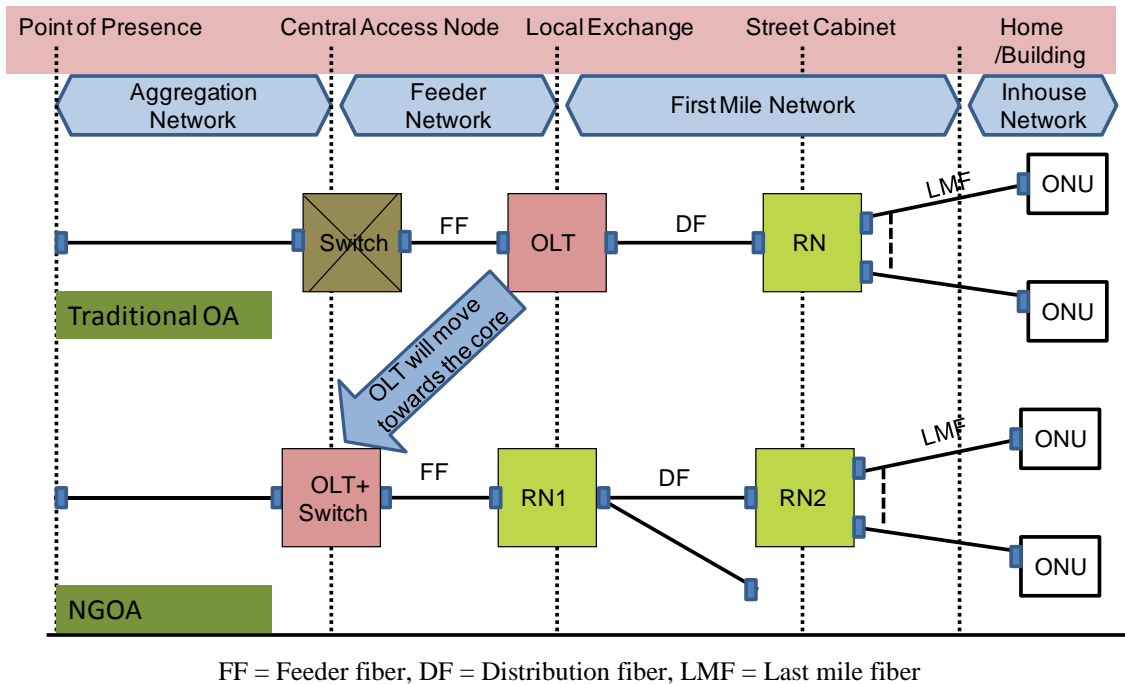 Point of Presence
Central Access Node
Local Exchange
Street Cabinet
Home
/Building
Aggregation
Network
Feeder
Network
First Mile Network
Inhouse
Network
Switch
FF
OLT
DF
RN
LMF
ONU
ONU
Traditional OA
OLT will move
towards the core
OLT+
Switch
FF
RN1
DF
RN2
LMF
ONU
ONU
NGOA
FF = Feeder fiber, DF = Distribution fiber, LMF = Last mile fiber